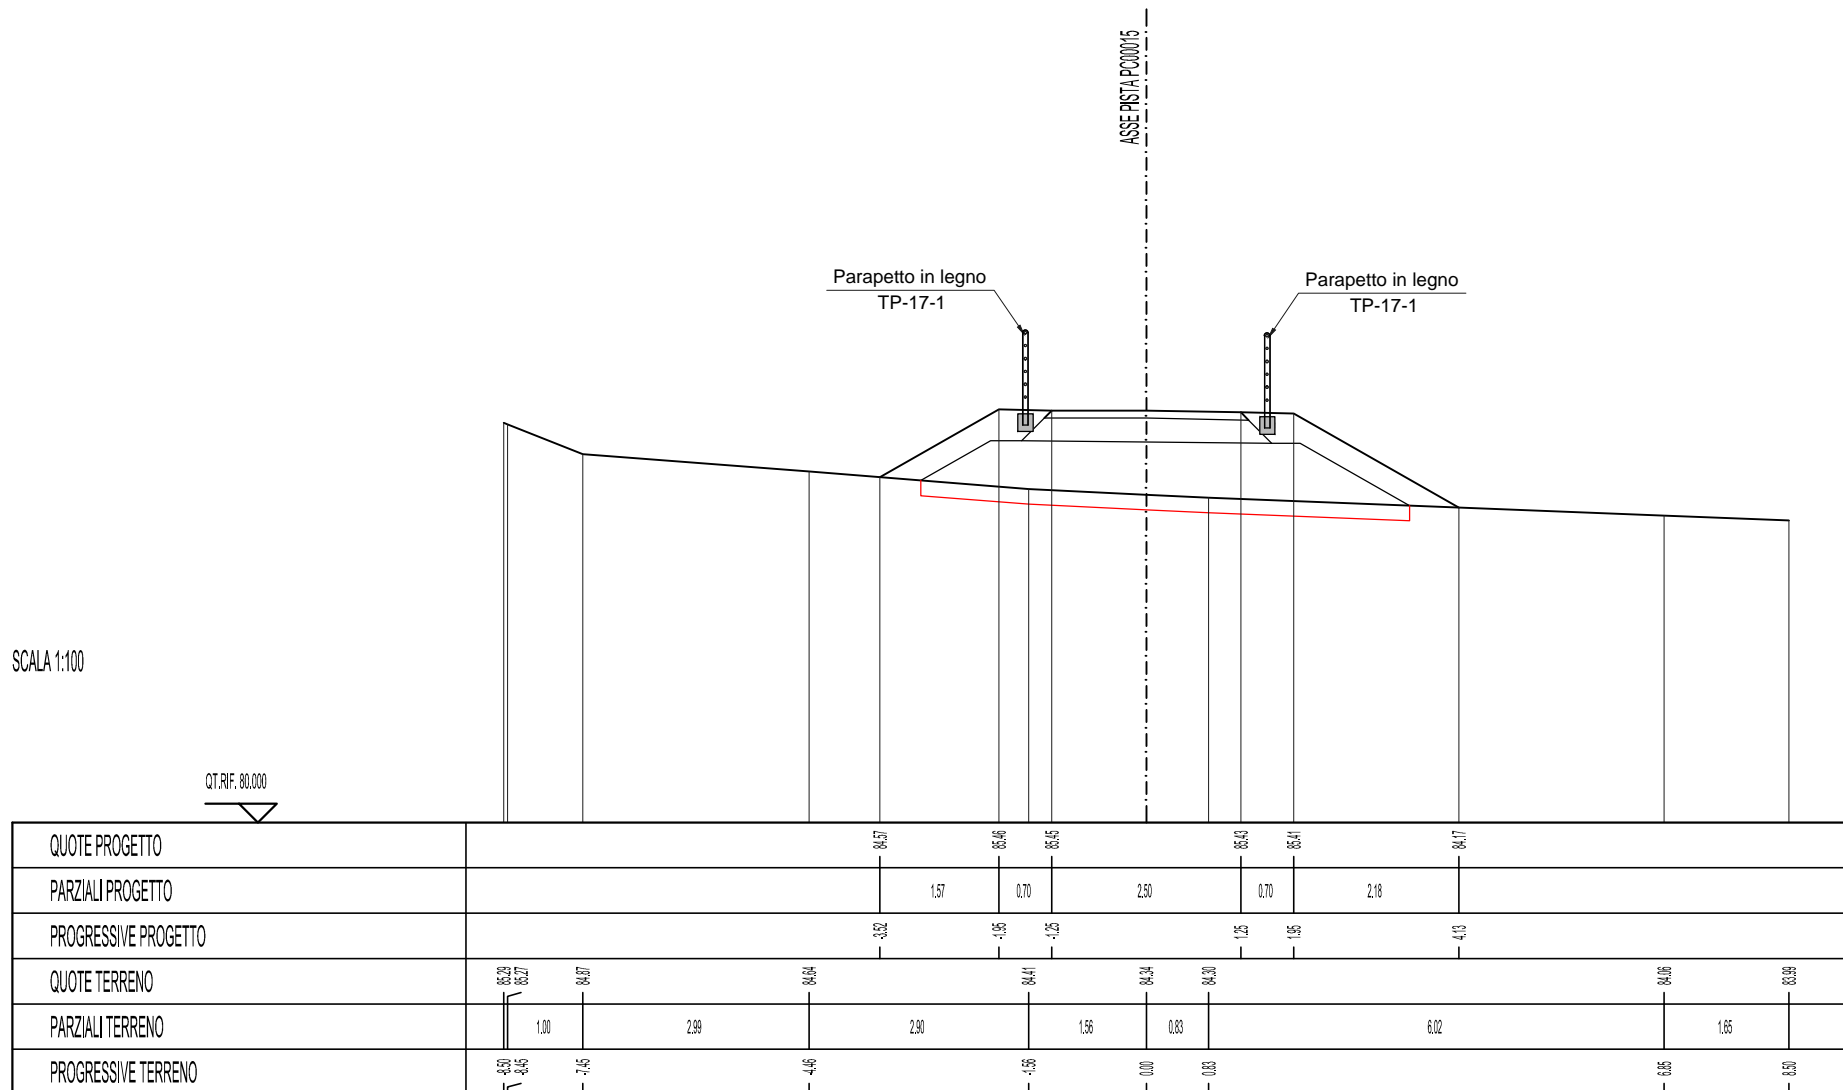 ASSE PISTA PC00015
Parapetto in legno
TP-17-1
Parapetto in legno
TP-17-1
SCALA 1:100
QT.RIF. 80.000
QUOTE PROGETTO 84.57 85.46 85.45 85.43 85.41 84.17
PARZIALI PROGETTO 1.57 0.70 2.50 0.70 2.18
PROGRESSIVE PROGETTO -3.52 -1.95 -1.25 1.25 1.95 4.13
QUOTE TERRENO 85.29 85.27 84.87 84.64 84.41 84.34 84.30 84.06 83.99
PARZIALI TERRENO 1.00 2.99 2.90 1.56 0.83 6.02 1.65
PROGRESSIVE TERRENO -8.50 -8.45 -7.45 -4.46 -1.56 0.00 0.83 6.85 8.50